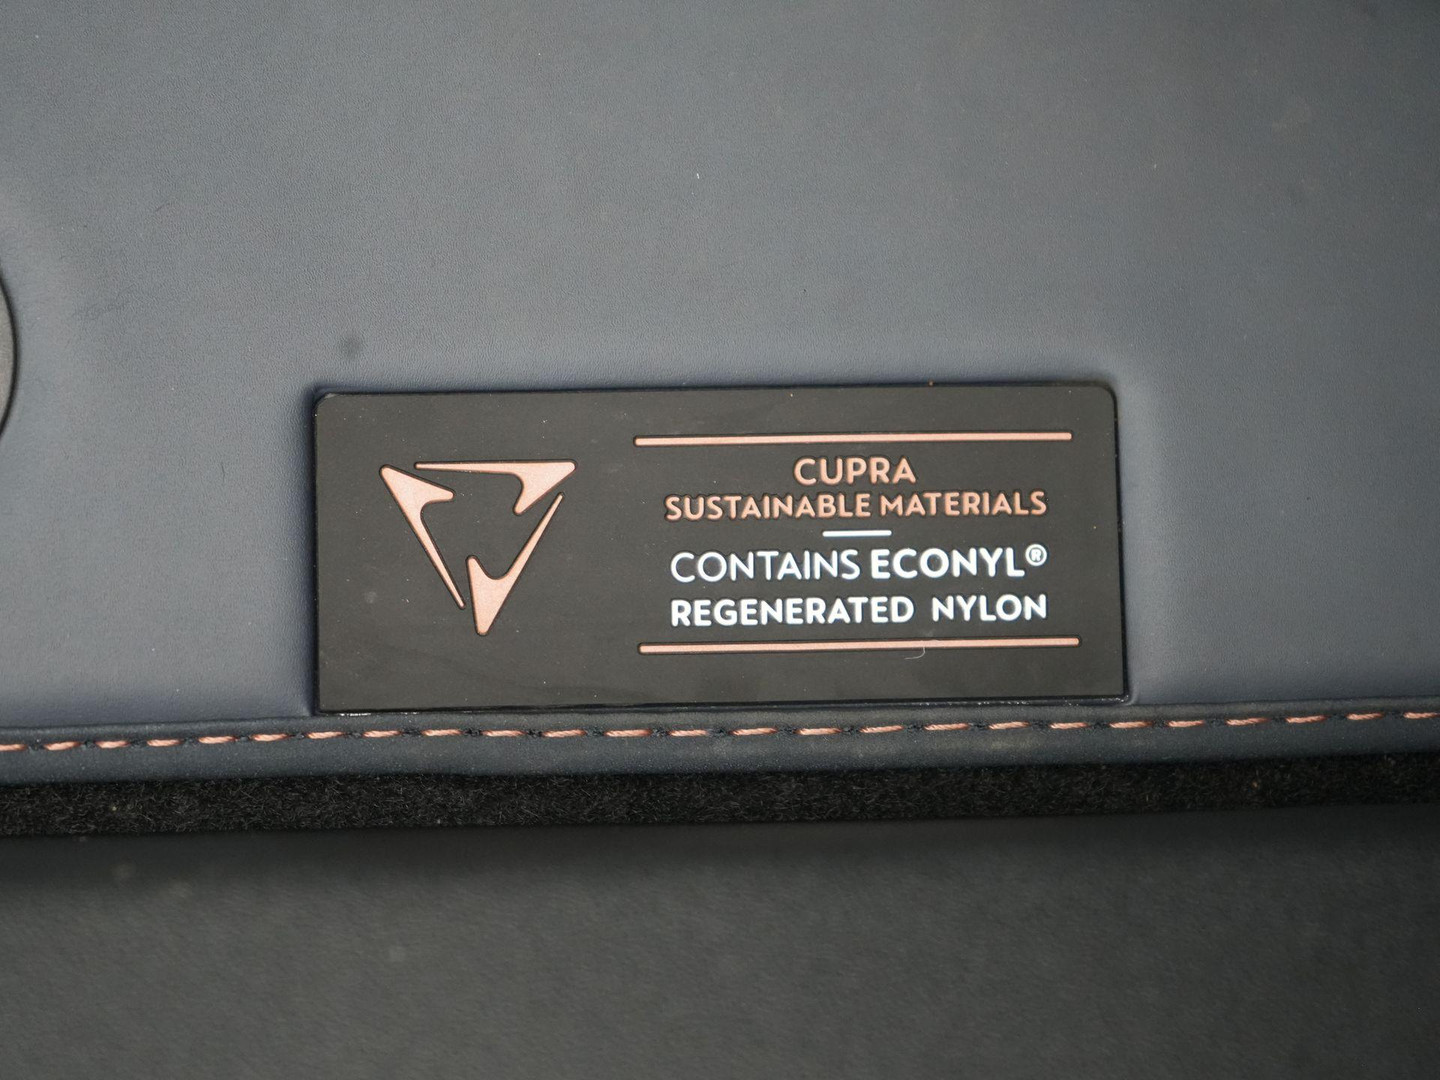 CUPRA
SUSTAINABLE MATERIALS
CONTAINS ECONYL®
REGENERATED NYLON